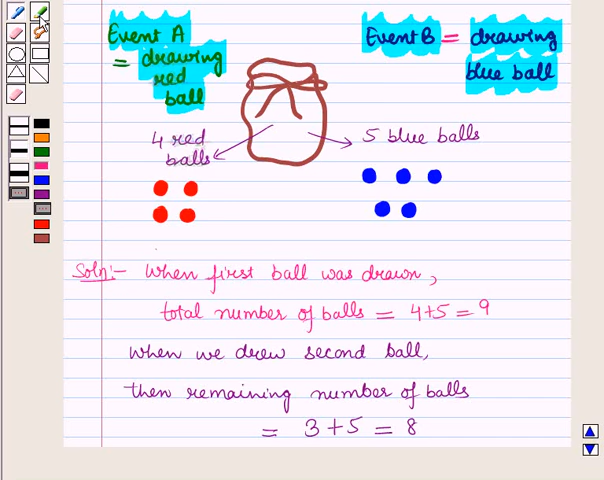 Event A
= drawing
red
ball
Event B = drawing
blue ball
4 red
balls
5 blue balls
Soln:- When first ball was drawn,
total number of balls = 4+5=9
when we drew second ball,
then remaining number of balls
= 3+5=8